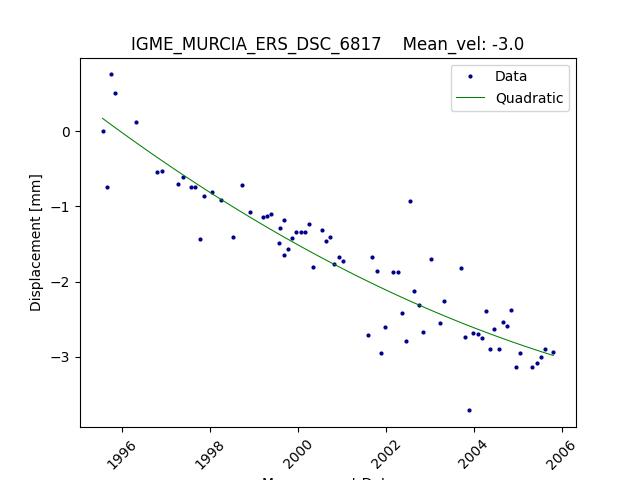 IGME_MURCIA_ERS_DSC_6817 Mean_vel: -3.0
Data
Quadratic
Displacement [mm]
0
−1
−2
−3
1996 1998 2000 2002 2004 2006